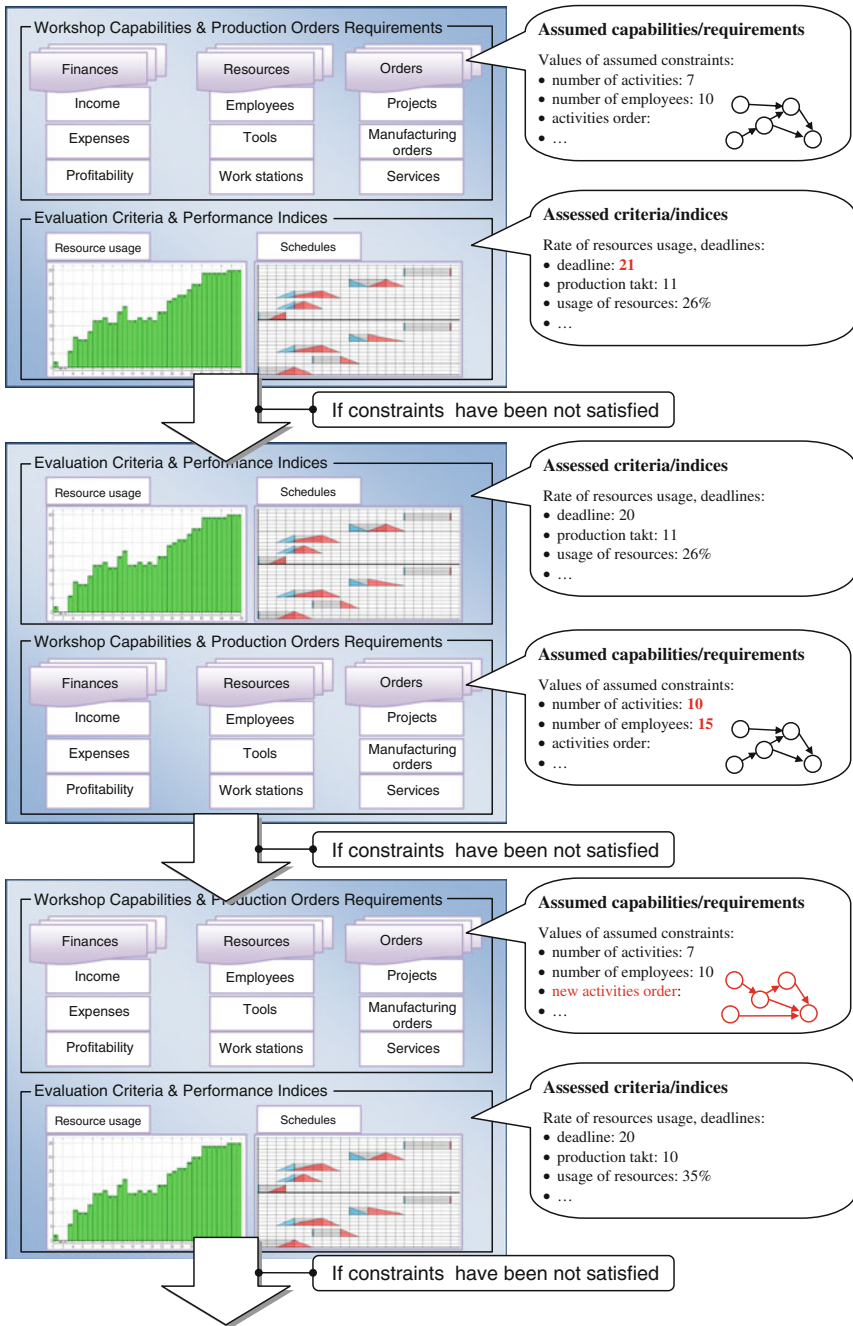 Workshop Capabilities & Production Orders Requirements
Finances
Income
Expenses
Profitability
Resources
Employees
Tools
Work stations
Orders
Projects
Manufacturing
orders
Services
Assumed capabilities/requirements
Values of assumed constraints:
• number of activities: 7
• number of employees: 10
• activities order:
• …
Evaluation Criteria & Performance Indices
Resource usage
Schedules
Assessed criteria/indices
Rate of resources usage, deadlines:
• deadline: 21
• production takt: 11
• usage of resources: 26%
• …
If constraints have been not satisfied
Evaluation Criteria & Performance Indices
Resource usage
Schedules
Assessed criteria/indices
Rate of resources usage, deadlines:
• deadline: 20
• production takt: 11
• usage of resources: 26%
• …
Workshop Capabilities & Production Orders Requirements
Finances
Income
Expenses
Profitability
Resources
Employees
Tools
Work stations
Orders
Projects
Manufacturing
orders
Services
Assumed capabilities/requirements
Values of assumed constraints:
• number of activities: 10
• number of employees: 15
• activities order:
• …
If constraints have been not satisfied
Workshop Capabilities & Production Orders Requirements
Finances
Income
Expenses
Profitability
Resources
Employees
Tools
Work stations
Orders
Projects
Manufacturing
orders
Services
Assumed capabilities/requirements
Values of assumed constraints:
• number of activities: 7
• number of employees: 10
• new activities order:
• …
Evaluation Criteria & Performance Indices
Resource usage
Schedules
Assessed criteria/indices
Rate of resources usage, deadlines:
• deadline: 20
• production takt: 10
• usage of resources: 35%
• …
If constraints have been not satisfied